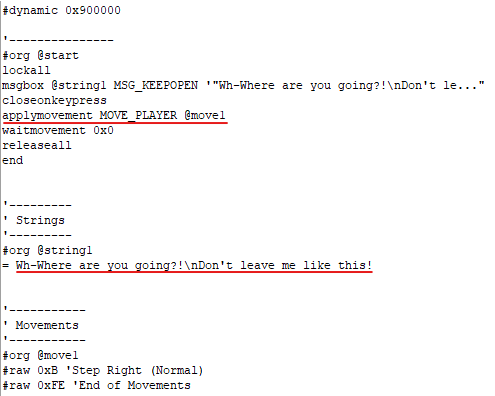 #dynamic 0x900000
'---------------
#org @start
lockall
msgbox @string1 MSG_KEEPOPEN '"Wh-Where are you going?!\nDon't le..."
closeonkeypress
applymovement MOVE_PLAYER @move1
waitmovement 0x0
releaseall
end
'---------
' Strings
'---------
#org @string1
= Wh-Where are you going?!\nDon't leave me like this!
'-----------
' Movements
'-----------
#org @move1
#raw 0xB 'Step Right (Normal)
#raw 0xFE 'End of Movements